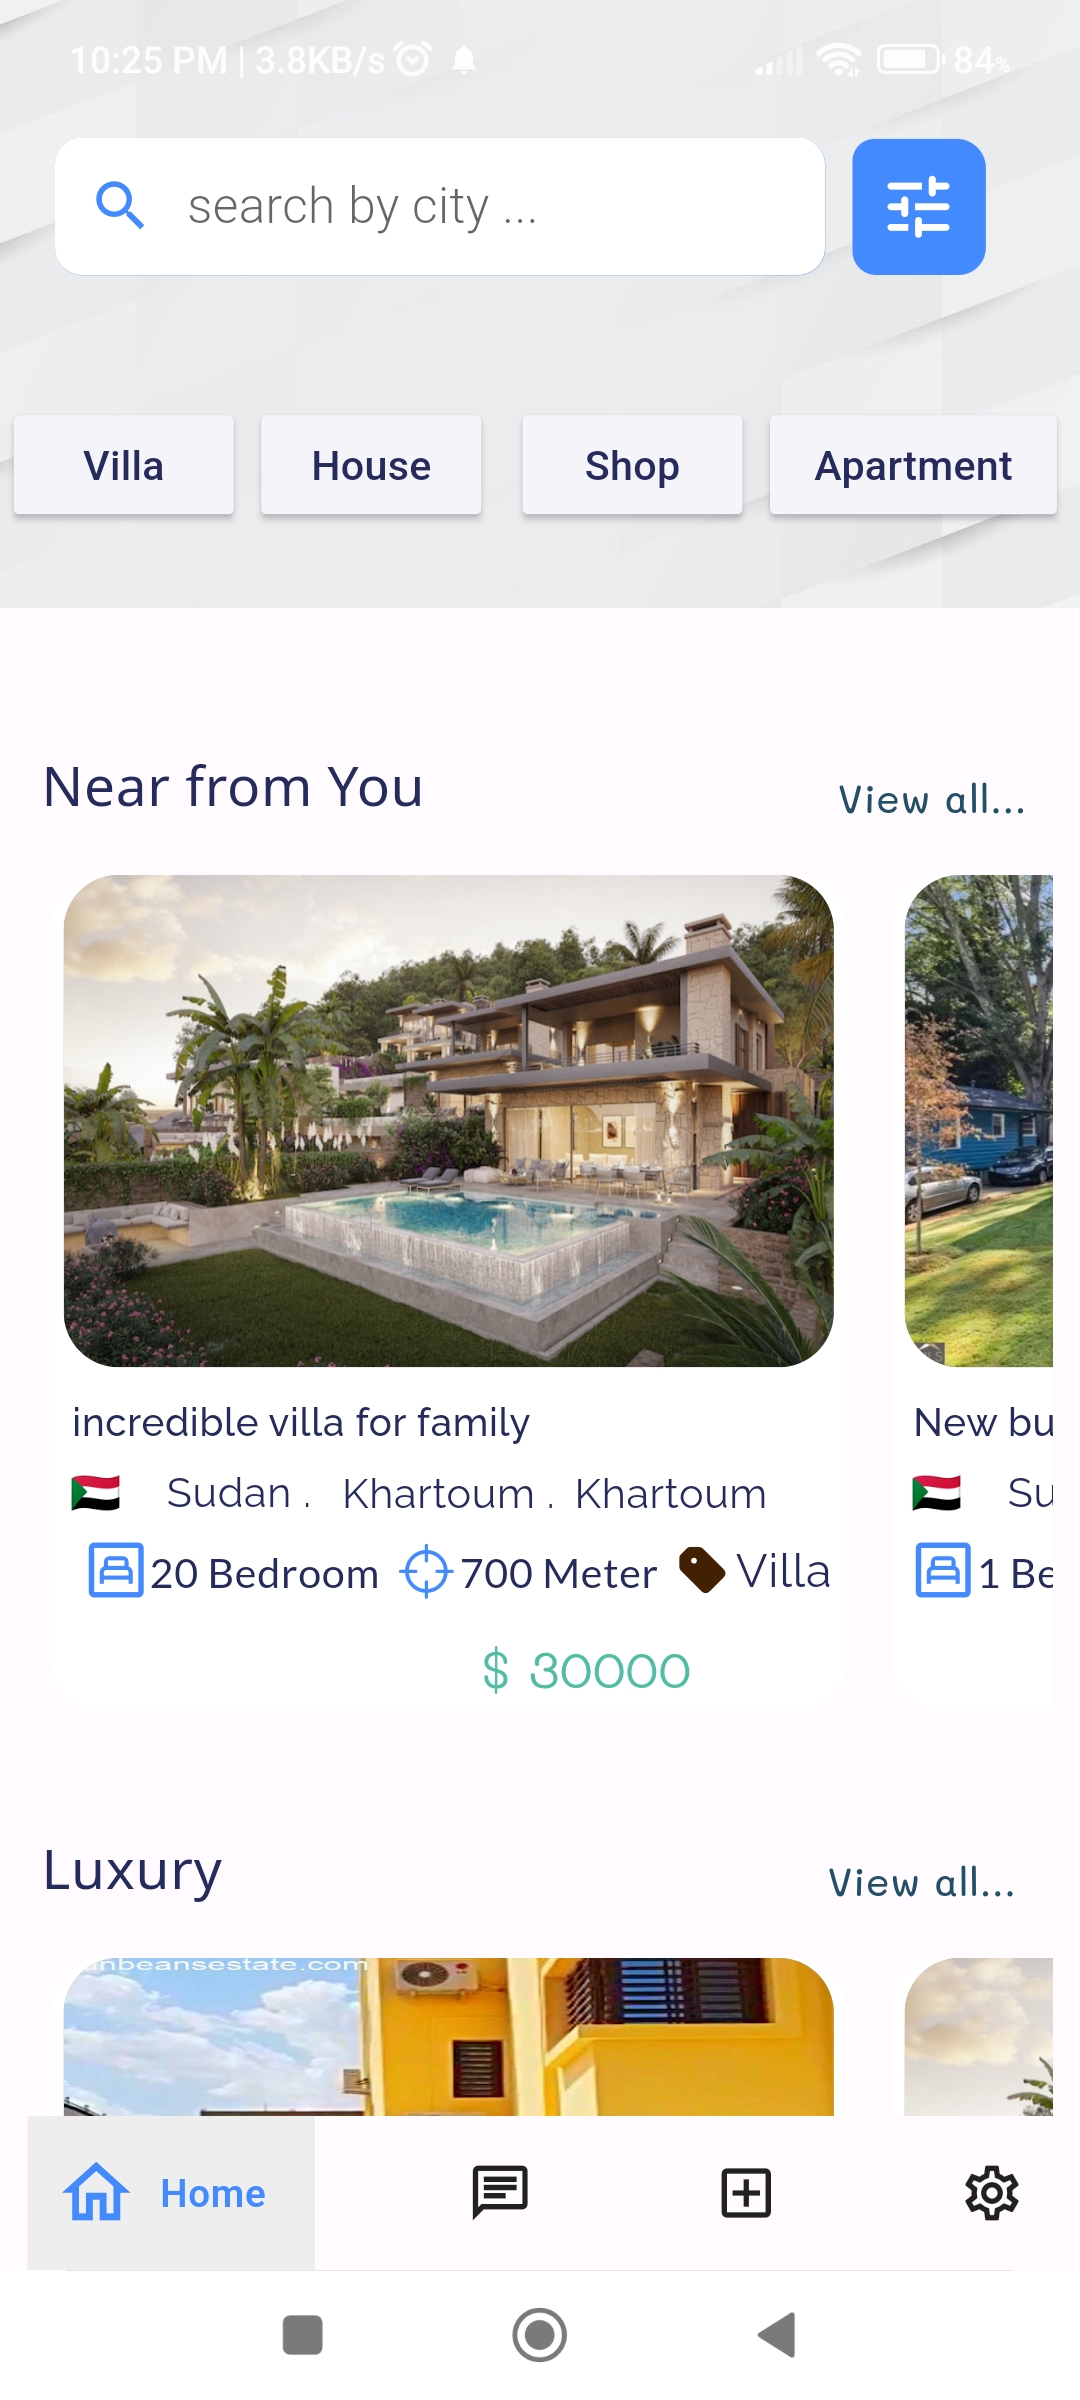 10:25 PM | 3.8KB/s 84%
search by city ...
Villa House Shop Apartment
Near from You View all...
incredible villa for family New bu
Sudan . Khartoum . Khartoum Su
20 Bedroom 700 Meter Villa 1 Be
$ 30000
Luxury View all...
nbeansestate.com
Home